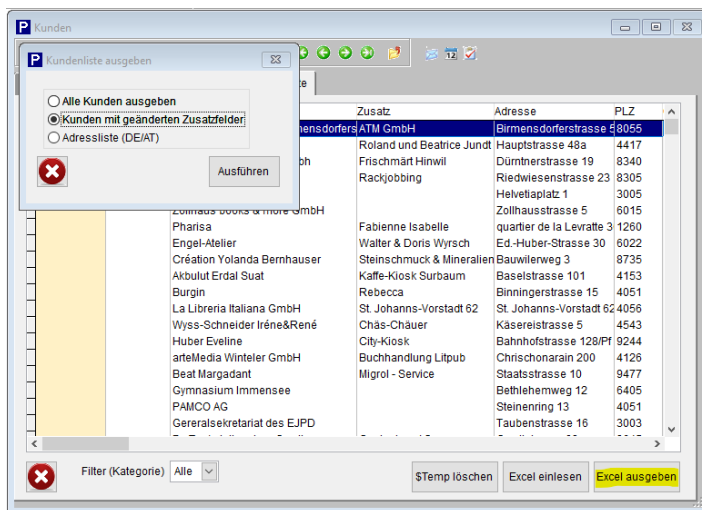 P Kunden
P Kundenliste ausgeben
12
Alle Kunden ausgeben
Kunden mit geänderten Zusatzfelder
Adressliste (DE/AT)
Ausführen
Zusatz Adresse PLZ
ATM GmbH Birmensdorferstrasse 5 8055
Roland und Beatrice Jundt Hauptstrasse 48a 4417
Frischmärt Hinwil Dürntnerstrasse 19 8340
Rackjobbing Riedwiesenstrasse 23 8305
Helvetiaplatz 1 3005
Zollhaus books & more GmbH Zollhausstrasse 5 6015
Pharisa Fabienne Isabelle quartier de la Levratte 3 1260
Engel-Atelier Walter & Doris Wyrsch Ed.-Huber-Strasse 30 6022
Création Yolanda Bernhauser Steinschmuck & Mineralien Bauwilerweg 3 8735
Akbulut Erdal Suat Kaffe-Kiosk Surbaum Baselstrasse 101 4153
Burgin Rebecca Binningerstrasse 15 4051
La Libreria Italiana GmbH St. Johanns-Vorstadt 62 St. Johanns-Vorstadt 62 4056
Wyss-Schneider Iréne&René Chäs-Chäuer Käsereistrasse 5 4543
Huber Eveline City-Kiosk Bahnhofstrasse 128/Pf 9244
arteMedia Winteler GmbH Buchhandlung Litpub Chrischonarain 200 4126
Beat Margadant Migrol - Service Staatsstrasse 10 9477
Gymnasium Immensee Bethlehemweg 12 6405
PAMCO AG Steinenring 13 4051
Gereralsekretariat des EJPD Taubenstrasse 16 3003
Filter (Kategorie) Alle
$Temp löschen Excel einlesen Excel ausgeben